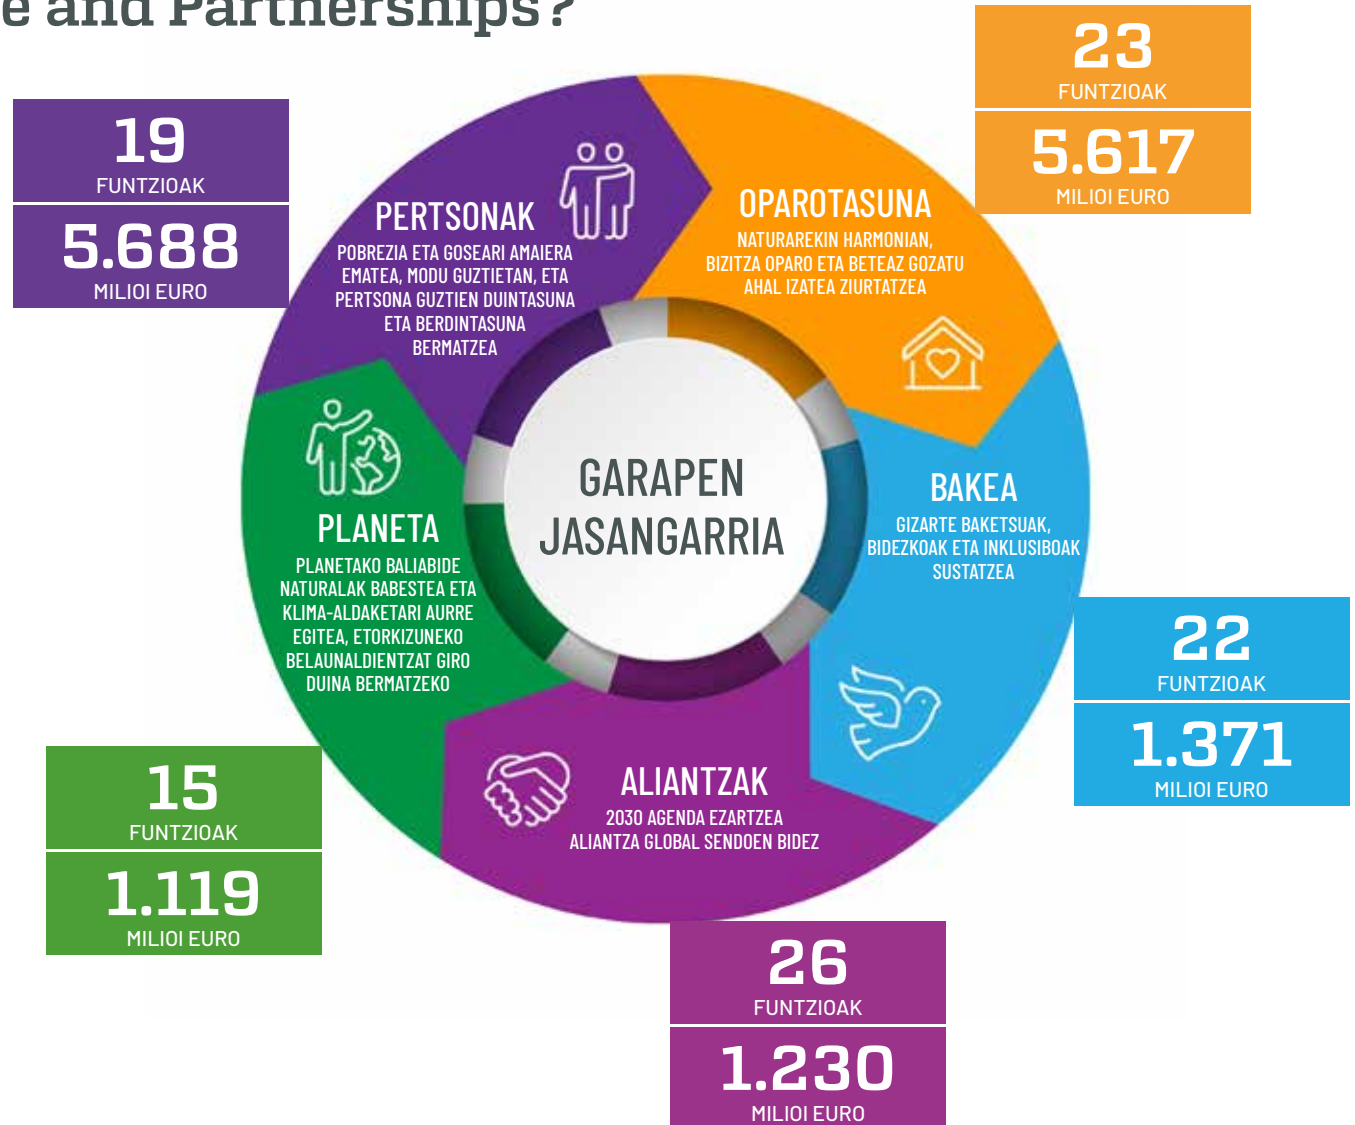 e and Partnerships?
19
FUNTZIOAK
5.688
MILIOI EURO
23
FUNTZIOAK
5.617
MILIOI EURO
PERTSONAK
POBREZIA ETA GOSEARI AMAIERA
EMATEA, MODU GUZTIETAN, ETA
PERTSONA GUZTIEN DUINTASUNA
ETA BERDINTASUNA
BERMATZEA
OPAROTASUNA
NATURAREKIN HARMONIAN,
BIZITZA OPARO ETA BETEAZ GOZATU
AHAL IZATEA ZIURTATZEA
GARAPEN
JASANGARRIA
BAKEA
GIZARTE BAKETSUAK,
BIDEZKOAK ETA INKLUSIBOAK
SUSTATZEA
22
FUNTZIOAK
1.371
MILIOI EURO
PLANETA
PLANETAKO BALIABIDE
NATURALAK BABESTEA ETA
KLIMA-ALDAKETARI AURRE
EGITEA, ETORKIZUNEKO
BELAUNALDIENTZAT GIRO
DUINA BERMATZEKO
15
FUNTZIOAK
1.119
MILIOI EURO
ALIANTZAK
2030 AGENDA EZARTZEA
ALIANTZA GLOBAL SENDOEN BIDEZ
26
FUNTZIOAK
1.230
MILIOI EURO